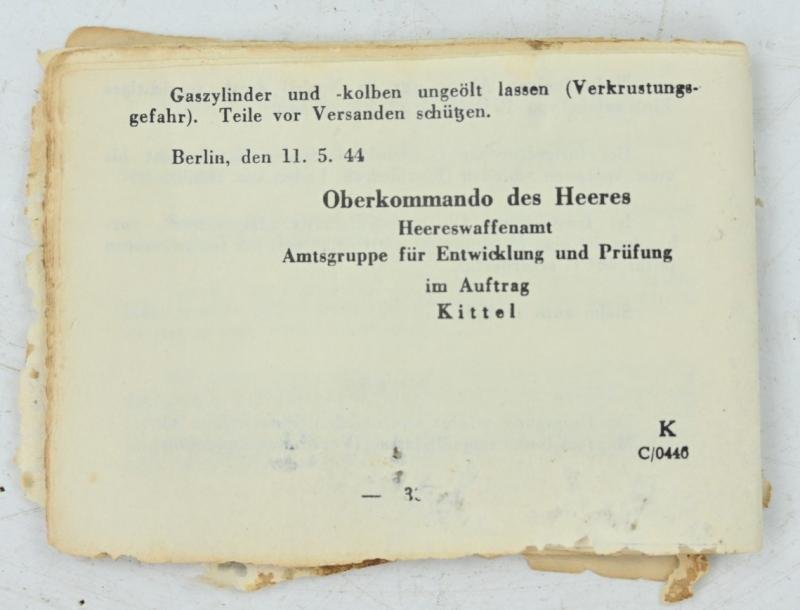 Gaszylinder und -kolben ungeölt lassen (Verkrustungs-
gefahr). Teile vor Versanden schützen.
Berlin, den 11. 5. 44
Oberkommando des Heeres
Heereswaffenamt
Amtsgruppe für Entwicklung und Prüfung
im Auftrag
Kittel
K
C/0446